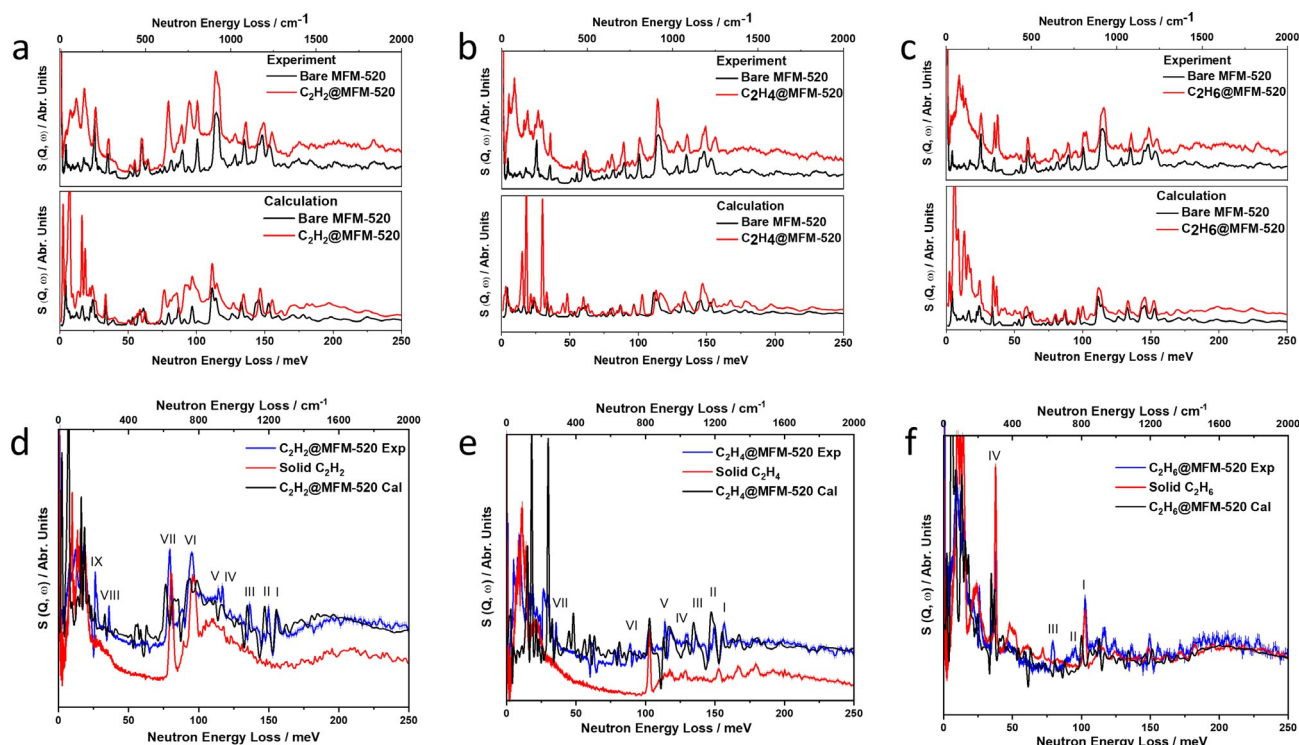 a
Neutron Energy Loss / cm⁻¹
0 500 1000 1500 2000
Experiment
Bare MFM-520
C₂H₂@MFM-520
Calculation
Bare MFM-520
C₂H₂@MFM-520
S (Q, ω) / Abr. Units
S (Q, ω) / Abr. Units
0 50 100 150 200 250
Neutron Energy Loss / meV
b
Neutron Energy Loss / cm⁻¹
0 500 1000 1500 2000
Experiment
Bare MFM-520
C2H4@MFM-520
Calculation
Bare MFM-520
C2H4@MFM-520
S (Q, ω) / Abr. Units
S (Q, ω) / Abr. Units
0 50 100 150 200 250
Neutron Energy Loss / meV
c
Neutron Energy Loss / cm⁻¹
0 500 1000 1500 2000
Experiment
Bare MFM-520
C2H6@MFM-520
Calculation
Bare MFM-520
C2H6@MFM-520
S (Q, ω) / Abr. Units
S (Q, ω) / Abr. Units
0 50 100 150 200 250
Neutron Energy Loss / meV
d
Neutron Energy Loss / cm⁻¹
0 400 800 1200 1600 2000
C₂H₂@MFM-520 Exp
Solid C₂H₂
C₂H₂@MFM-520 Cal
IX VIII VII VI V IV III II I
S (Q, ω) / Abr. Units
0 50 100 150 200 250
Neutron Energy Loss / meV
e
Neutron Energy Loss / cm⁻¹
0 400 800 1200 1600 2000
C₂H₄@MFM-520 Exp
Solid C₂H₄
C₂H₄@MFM-520 Cal
VII VI V IV III II I
S (Q, ω) / Abr. Units
0 50 100 150 200 250
Neutron Energy Loss / meV
f
Neutron Energy Loss / cm⁻¹
0 400 800 1200 1600 2000
C₂H₆@MFM-520 Exp
Solid C₂H₆
C₂H₆@MFM-520 Cal
IV III II I
S (Q, ω) / Abr. Units
0 50 100 150 200 250
Neutron Energy Loss / meV